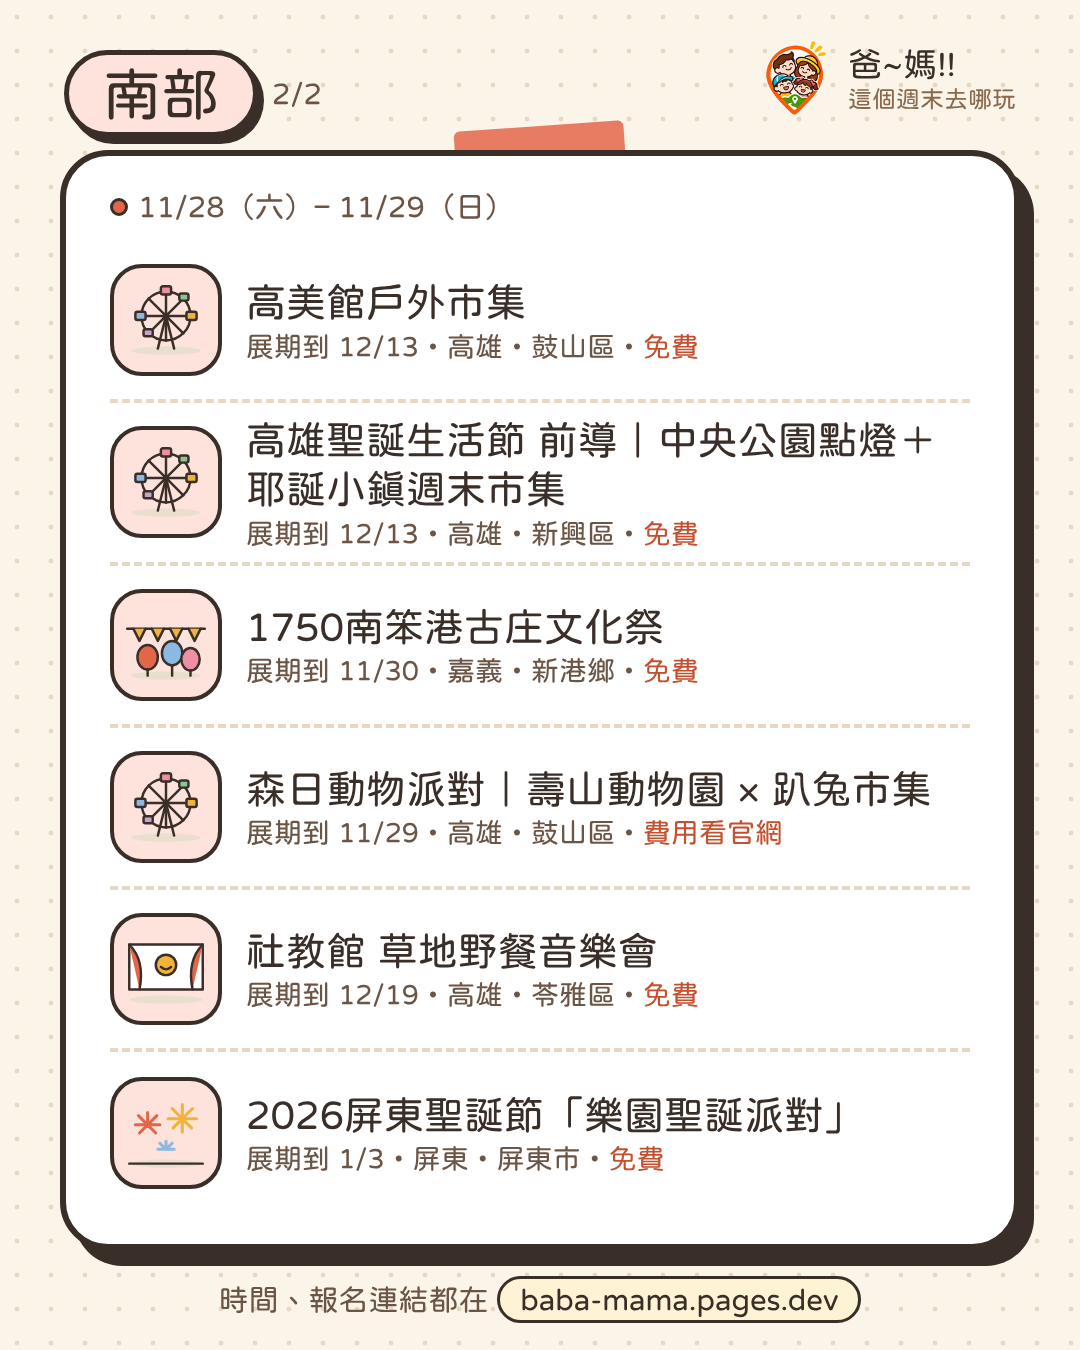 南部
2/2
爸~媽!!
這個週末去哪玩
11/28（六）– 11/29（日）
高美館戶外市集
展期到 12/13・高雄・鼓山區・免費
高雄聖誕生活節 前導｜中央公園點燈＋
耶誕小鎮週末市集
展期到 12/13・高雄・新興區・免費
1750南笨港古庄文化祭
展期到 11/30・嘉義・新港鄉・免費
森日動物派對｜壽山動物園 × 趴兔市集
展期到 11/29・高雄・鼓山區・費用看官網
社教館 草地野餐音樂會
展期到 12/19・高雄・苓雅區・免費
2026屏東聖誕節「樂園聖誕派對」
展期到 1/3・屏東・屏東市・免費
時間、報名連結都在 baba-mama.pages.dev